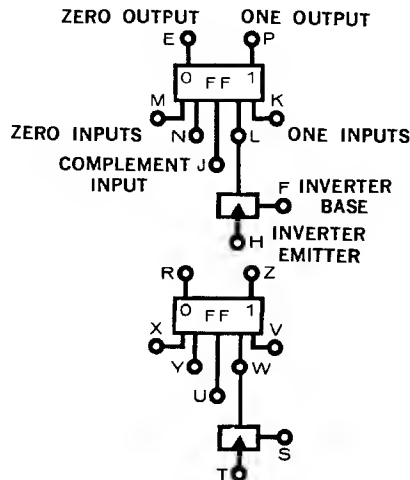 ZERO OUTPUT ONE OUTPUT
E P
0 FF 1
M K
ZERO INPUTS N L ONE INPUTS
COMPLEMENT J
INPUT
F INVERTER
BASE
H INVERTER
EMITTER
R Z
0 FF 1
X V
Y W
U
S
T